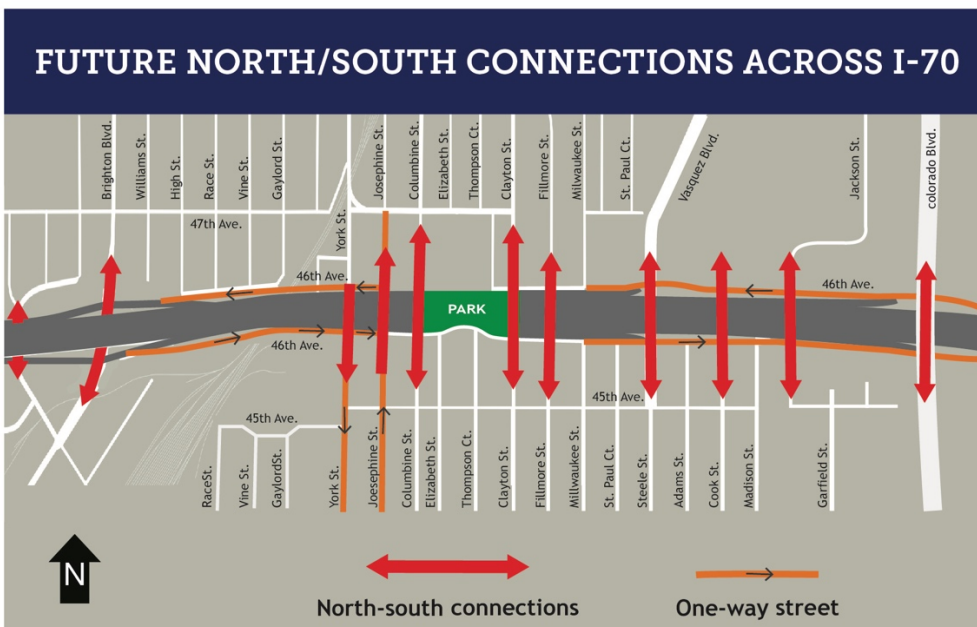 FUTURE NORTH/SOUTH CONNECTIONS ACROSS I-70
Brighton Blvd.
Williams St.
High St.
Race St.
Vine St.
Gaylord St.
York St.
Josephine St.
Columbine St.
Elizabeth St.
Thompson Ct.
Clayton St.
Fillmore St.
Milwaukee St.
St. Paul Ct.
Vasquez Blvd.
Jackson St.
colorado Blvd.
47th Ave.
46th Ave.
46th Ave.
PARK
46th Ave.
45th Ave.
45th Ave.
RaceSt.
Vine St.
GaylordSt.
York St.
Joesephine St.
Columbine St.
Elizabeth St.
Thompson Ct.
Clayton St.
Fillmore St.
Millwaukee St.
St. Paul Ct.
Steele St.
Adams St.
Cook St.
Madison St.
Garfield St.
N
North-south connections
One-way street